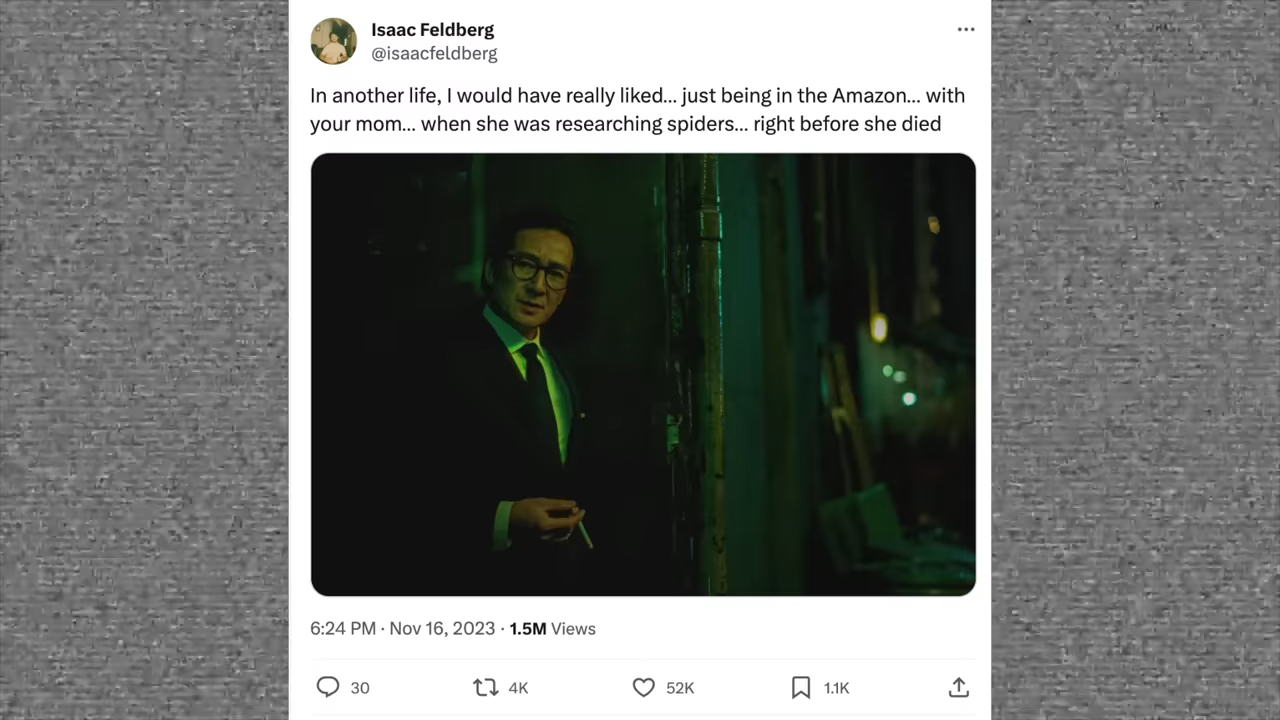 Isaac Feldberg
@isaacfeldberg
In another life, I would have really liked... just being in the Amazon... with
your mom... when she was researching spiders... right before she died
6:24 PM · Nov 16, 2023 · 1.5M Views
30
4K
52K
1.1K